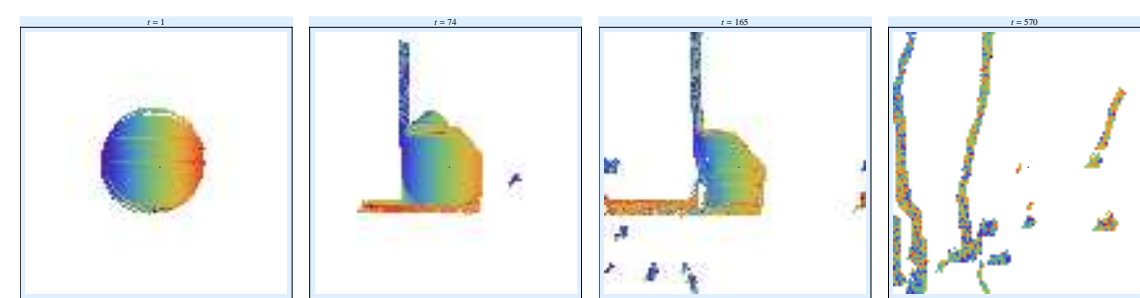 t = 1
t = 74
t = 165
t = 570